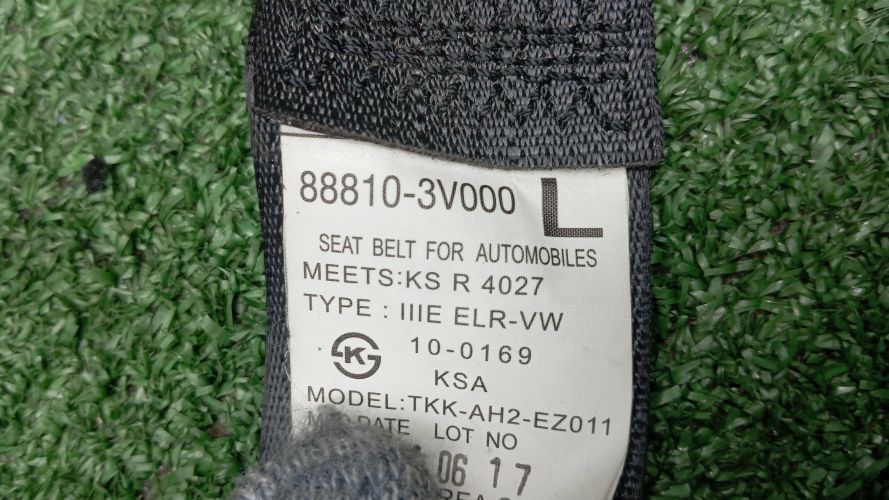 88810-3V000 L
SEAT BELT FOR AUTOMOBILES
MEETS:KS R 4027
TYPE : IIIE ELR-VW
K 10-0169
KSA
MODEL:TKK-AH2-EZ011
DATE LOT NO
06 17